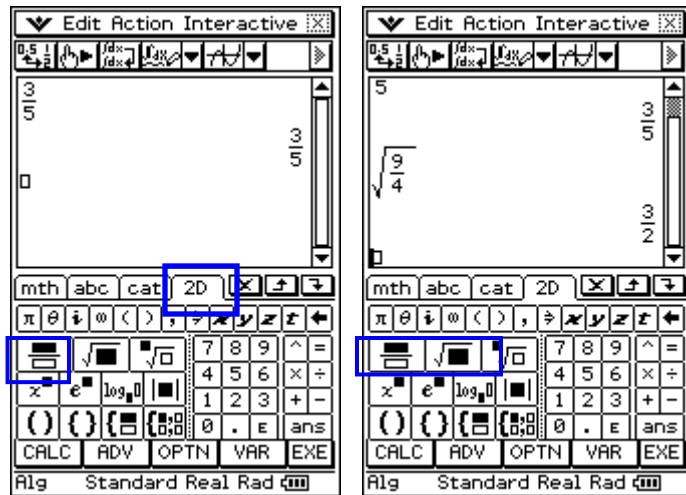 Edit Action Interactive
3
5
3
5
mth abc cat 2D
π θ i ∞ ( ) , ⇒ x y z t ←
√■ ■√□ 7 8 9 ^ =
x■ e■ log■□ |■| 4 5 6 × ÷
1 2 3 + -
( ) { } 0 . E ans
CALC ADV OPTN VAR EXE
Alg Standard Real Rad
Edit Action Interactive
5
3
5
√9
4
3
2
mth abc cat 2D
π θ i ∞ ( ) , ⇒ x y z t ←
√■ ■√□ 7 8 9 ^ =
x■ e■ log■□ |■| 4 5 6 × ÷
1 2 3 + -
( ) { } 0 . E ans
CALC ADV OPTN VAR EXE
Alg Standard Real Rad